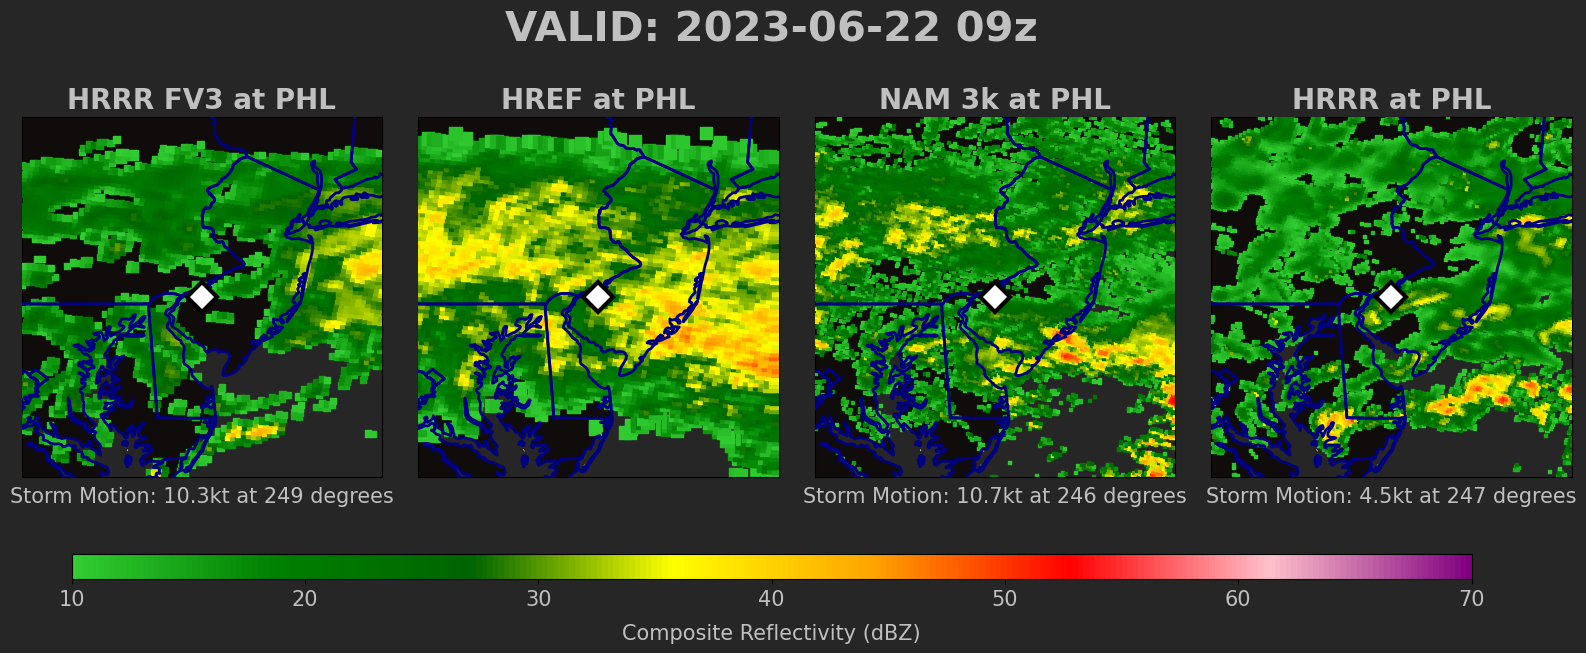 VALID: 2023-06-22 09z
HRRR FV3 at PHL
HREF at PHL
NAM 3k at PHL
HRRR at PHL
Storm Motion: 10.3kt at 249 degrees
Storm Motion: 10.7kt at 246 degrees
Storm Motion: 4.5kt at 247 degrees
10 20 30 40 50 60 70
Composite Reflectivity (dBZ)